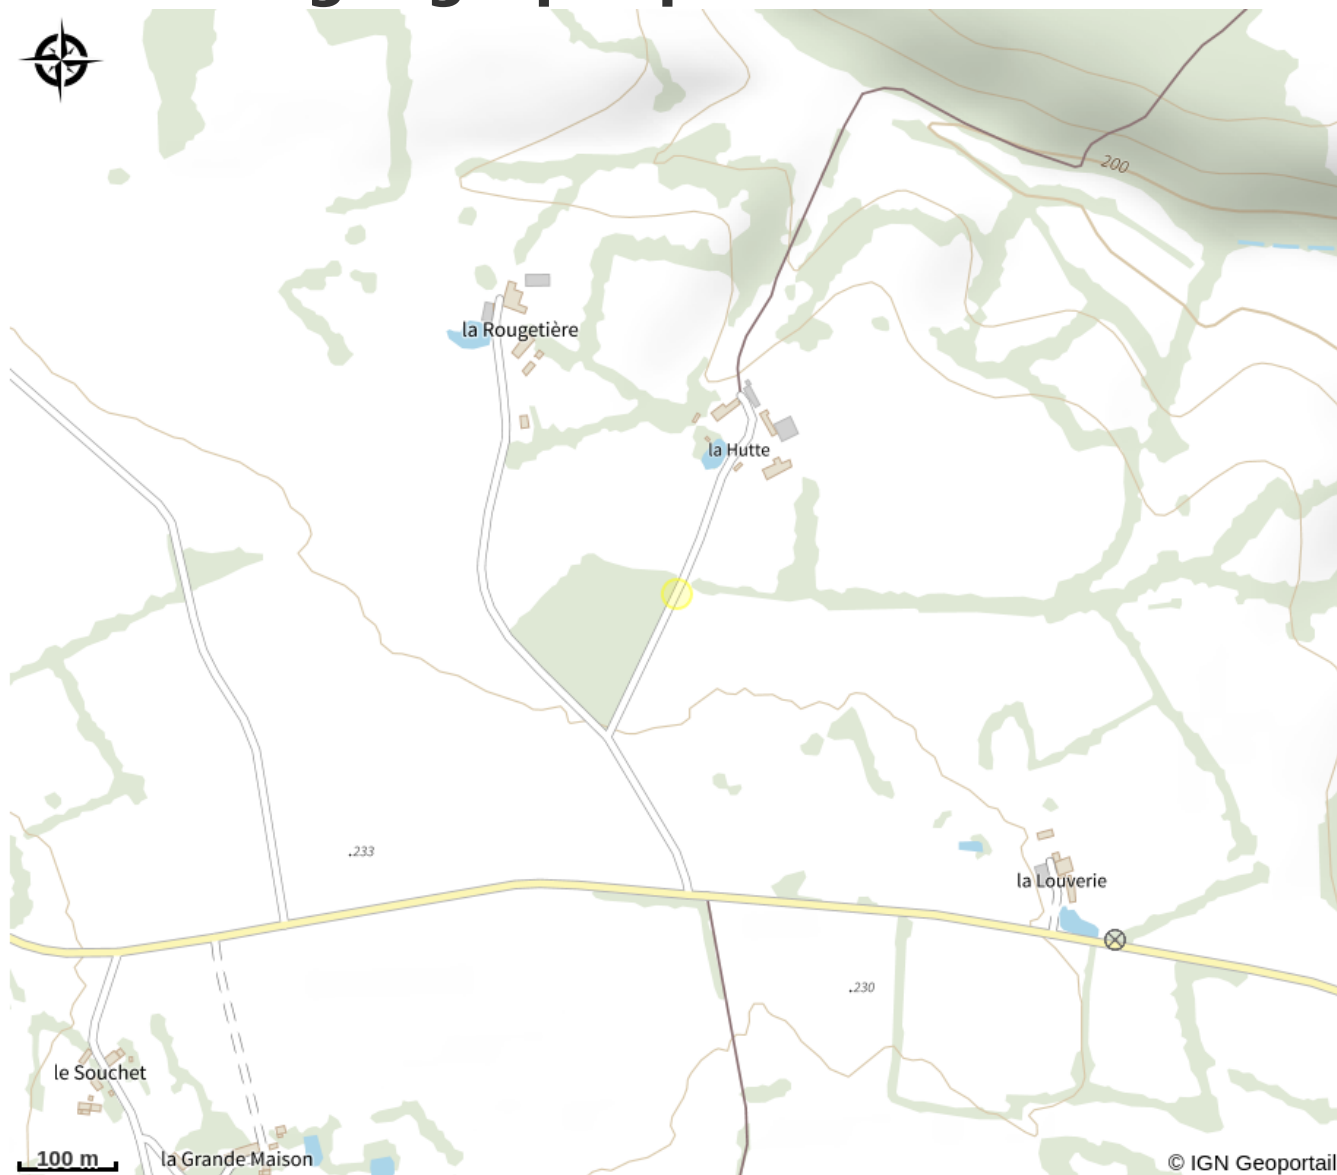 200
la Rougetière
la Hutte
.233
la Louverie
.230
le Souchet
100 m
la Grande Maison
© IGN Geoportail